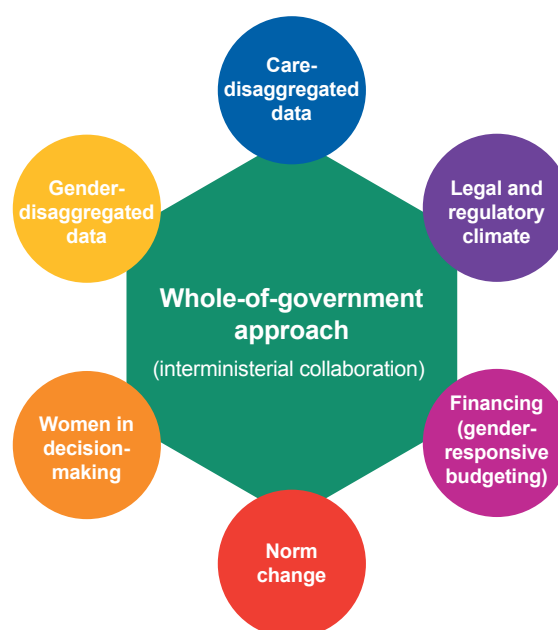 Care-
disaggregated
data
Gender-
disaggregated
data
Legal and
regulatory
climate
Whole-of-government
approach
(interministerial collaboration)
Women in
decision-
making
Financing
(gender-
responsive
budgeting)
Norm
change